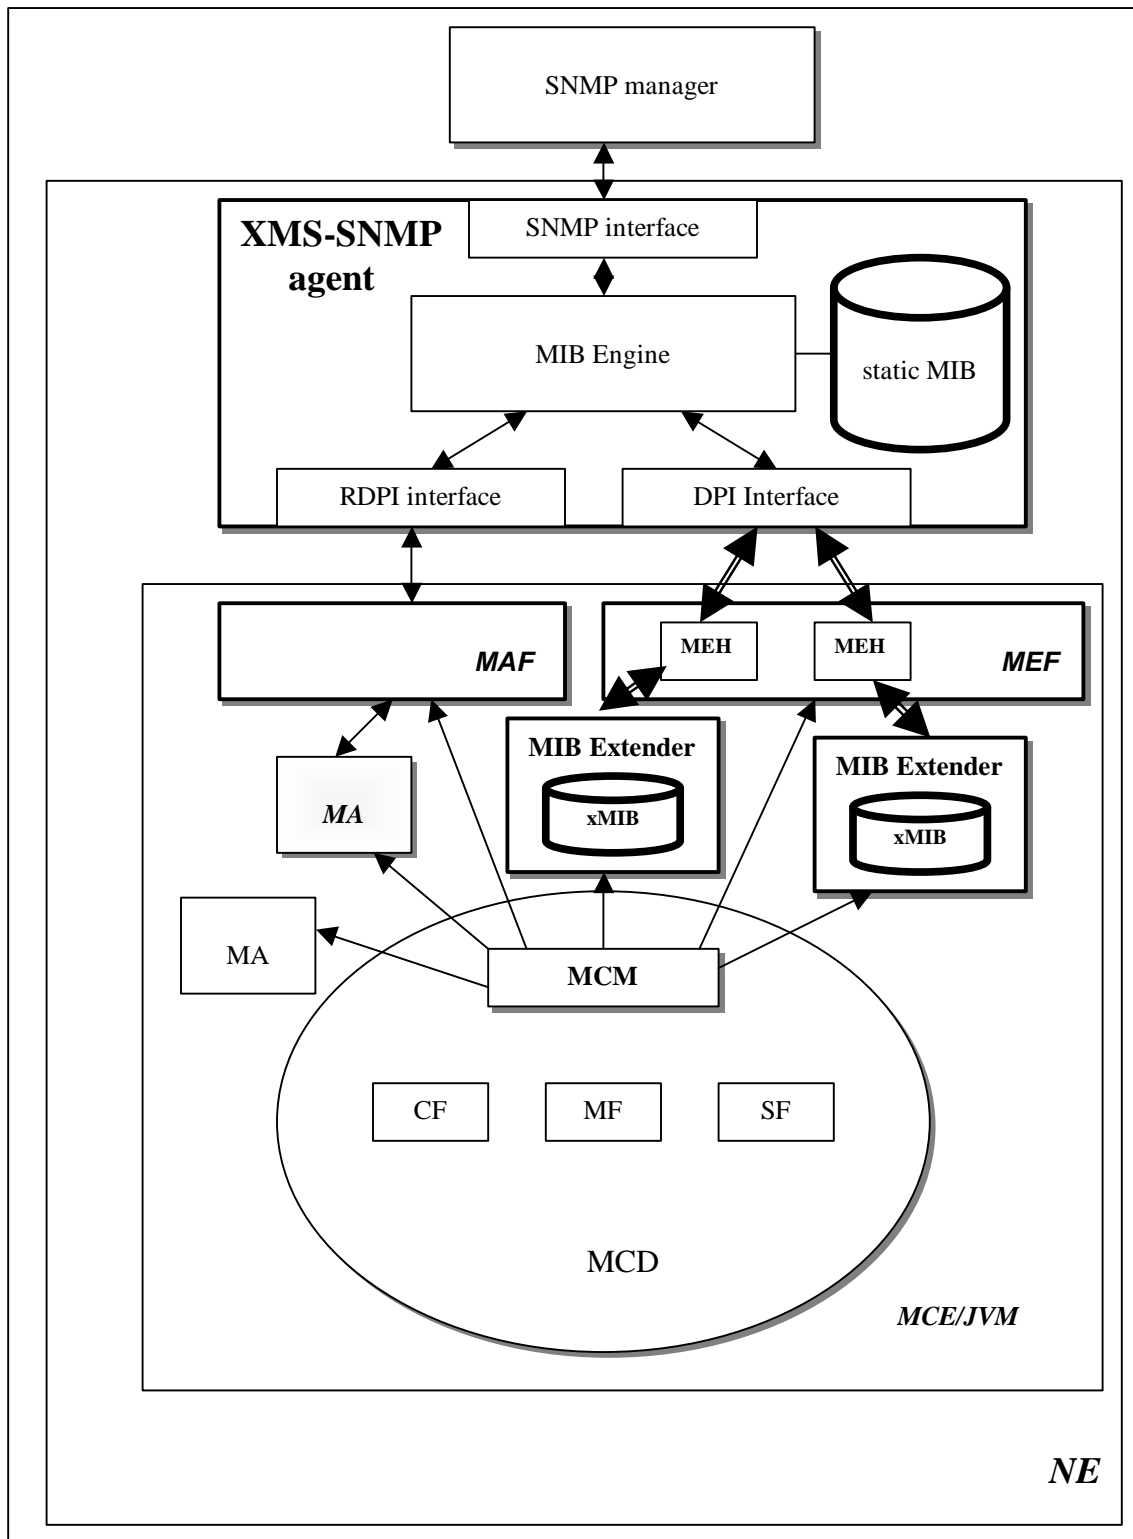 SNMP manager
SNMP interface
XMS-SNMP
agent
MIB Engine
static MIB
RDPI interface
DPI Interface
MAF
MEH
MEH
MEF
MIB Extender
xMIB
MIB Extender
xMIB
MA
MA
MCM
CF
MF
SF
MCD
MCE/JVM
NE